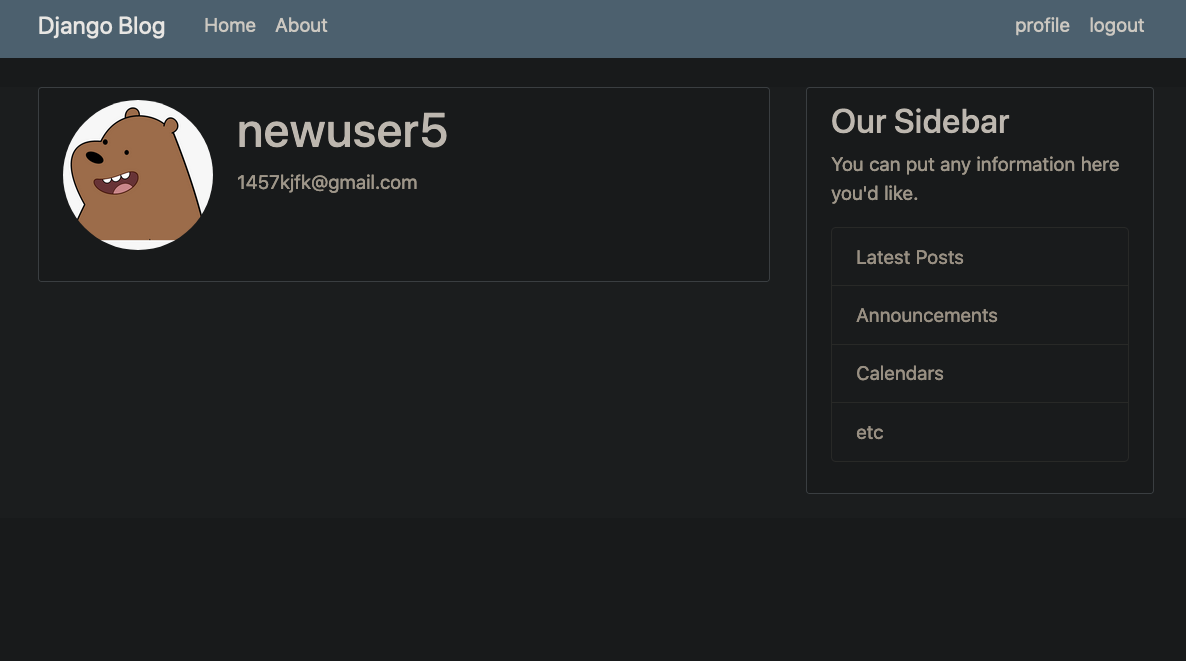 Django Blog Home About profile logout
newuser5
1457kjfk@gmail.com
Our Sidebar
You can put any information here
you'd like.
Latest Posts
Announcements
Calendars
etc